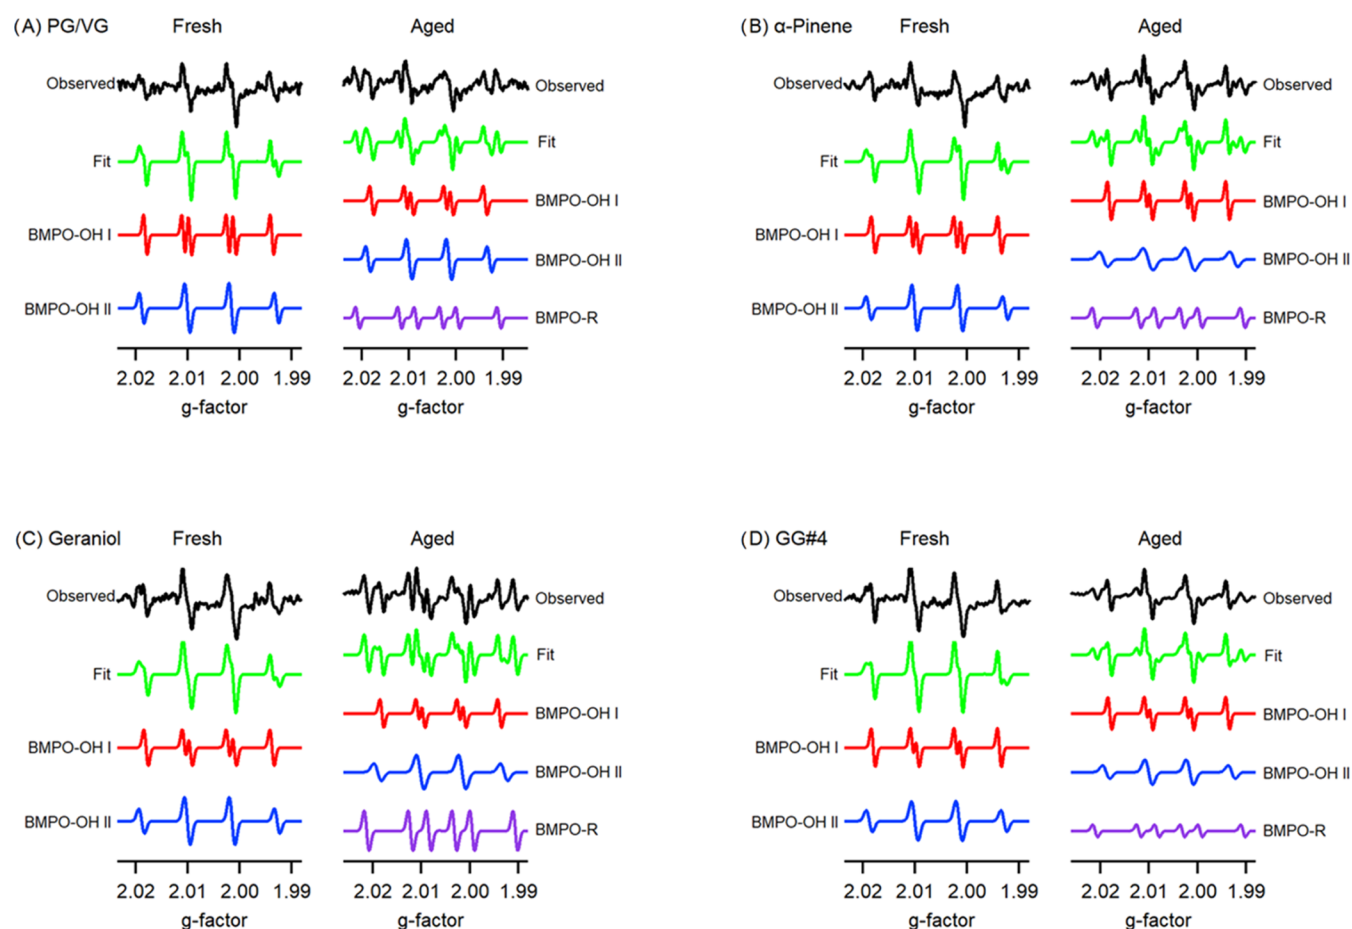 (A) PG/VG Fresh Aged
Observed Observed
Fit Fit
BMPO-OH I BMPO-OH I
BMPO-OH II BMPO-OH II
BMPO-R
2.02 2.01 2.00 1.99 2.02 2.01 2.00 1.99
g-factor g-factor
(B) α-Pinene Fresh Aged
Observed Observed
Fit Fit
BMPO-OH I BMPO-OH I
BMPO-OH II BMPO-OH II
BMPO-R
2.02 2.01 2.00 1.99 2.02 2.01 2.00 1.99
g-factor g-factor
(C) Geraniol Fresh Aged
Observed Observed
Fit Fit
BMPO-OH I BMPO-OH I
BMPO-OH II BMPO-OH II
BMPO-R
2.02 2.01 2.00 1.99 2.02 2.01 2.00 1.99
g-factor g-factor
(D) GG#4 Fresh Aged
Observed Observed
Fit Fit
BMPO-OH I BMPO-OH I
BMPO-OH II BMPO-OH II
BMPO-R
2.02 2.01 2.00 1.99 2.02 2.01 2.00 1.99
g-factor g-factor